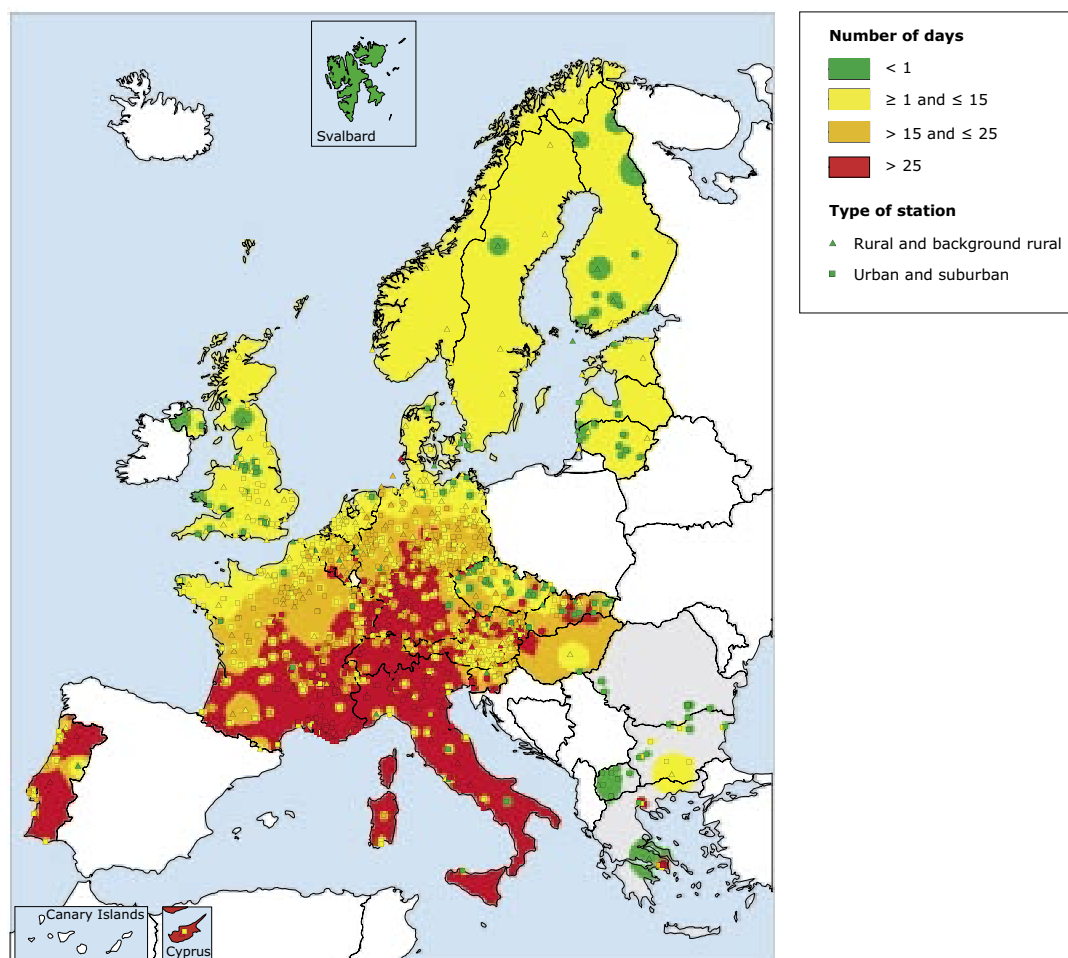 Svalbard
Canary Islands
Cyprus
Number of days
< 1
≥ 1 and ≤ 15
> 15 and ≤ 25
> 25
Type of station
Rural and background rural
Urban and suburban